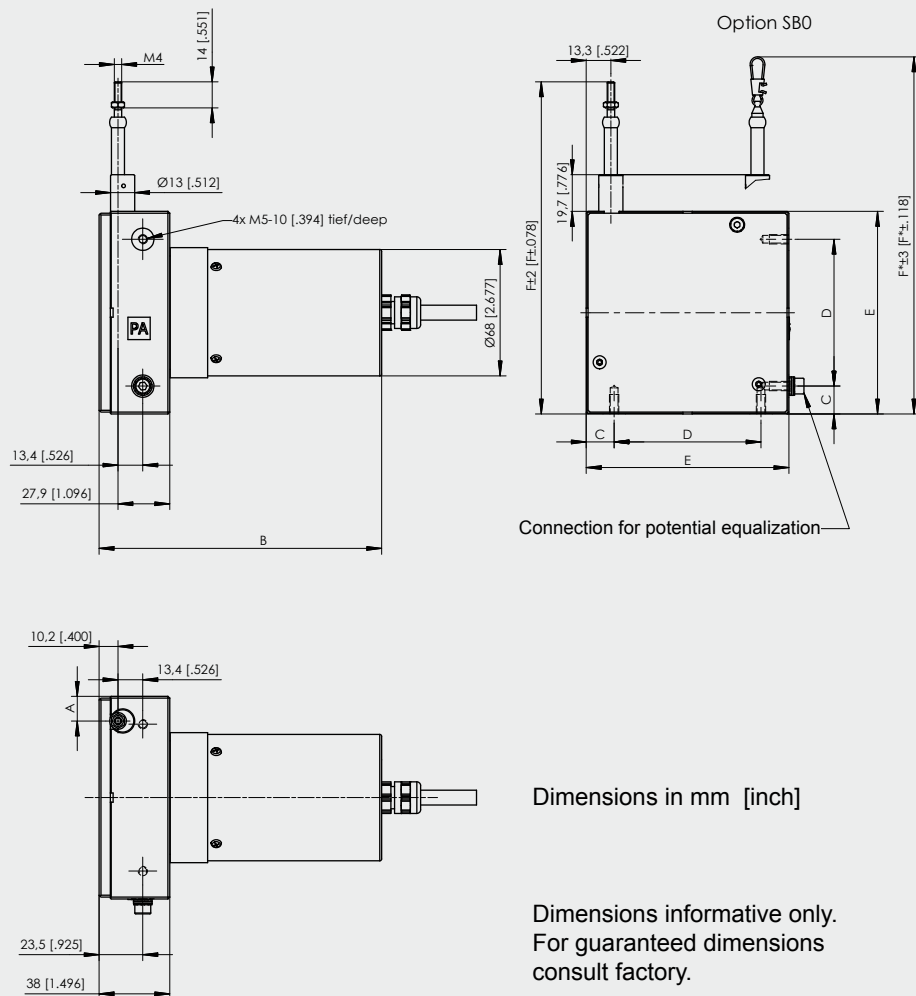 Option SB0
14 [.551]
M4
13,3 [.522]
Ø13 [.512]
19,7 [.776]
4x M5-10 [.394] tief/deep
F±2 [F±.078]
F*±3 [F*±.118]
Ø68 [2.677]
PA
D
E
C
13,4 [.526]
C
D
27,9 [1.096]
E
B
Connection for potential equalization
10,2 [.400]
13,4 [.526]
A
Dimensions in mm [inch]
Dimensions informative only.
For guaranteed dimensions
consult factory.
23,5 [.925]
38 [1.496]